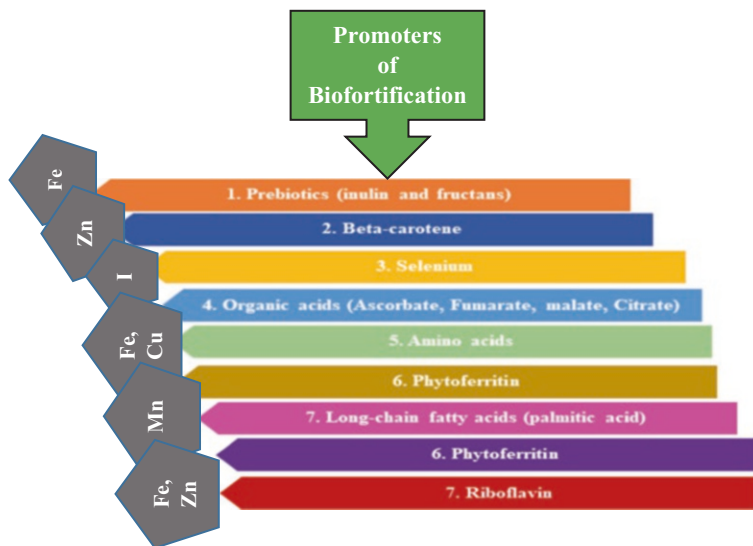 Promoters
of
Biofortification
Fe
1. Prebiotics (inulin and fructans)
Zn
2. Beta-carotene
I
3. Selenium
4. Organic acids (Ascorbate, Fumarate, malate, Citrate)
Fe,
Cu
5. Amino acids
6. Phytoferritin
Mn
7. Long-chain fatty acids (palmitic acid)
6. Phytoferritin
Fe,
Zn
7. Riboflavin